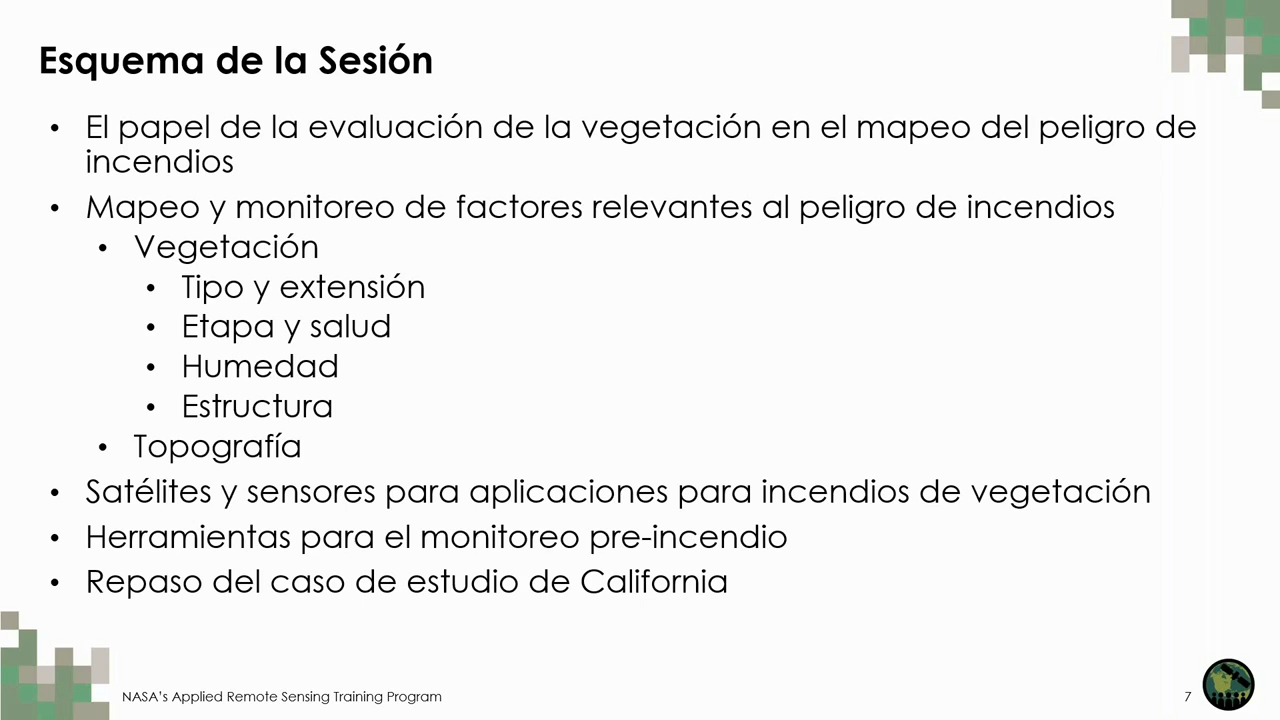 Esquema de la Sesión
• El papel de la evaluación de la vegetación en el mapeo del peligro de
incendios
• Mapeo y monitoreo de factores relevantes al peligro de incendios
• Vegetación
• Tipo y extensión
• Etapa y salud
• Humedad
• Estructura
• Topografía
• Satélites y sensores para aplicaciones para incendios de vegetación
• Herramientas para el monitoreo pre-incendio
• Repaso del caso de estudio de California
NASA's Applied Remote Sensing Training Program
7